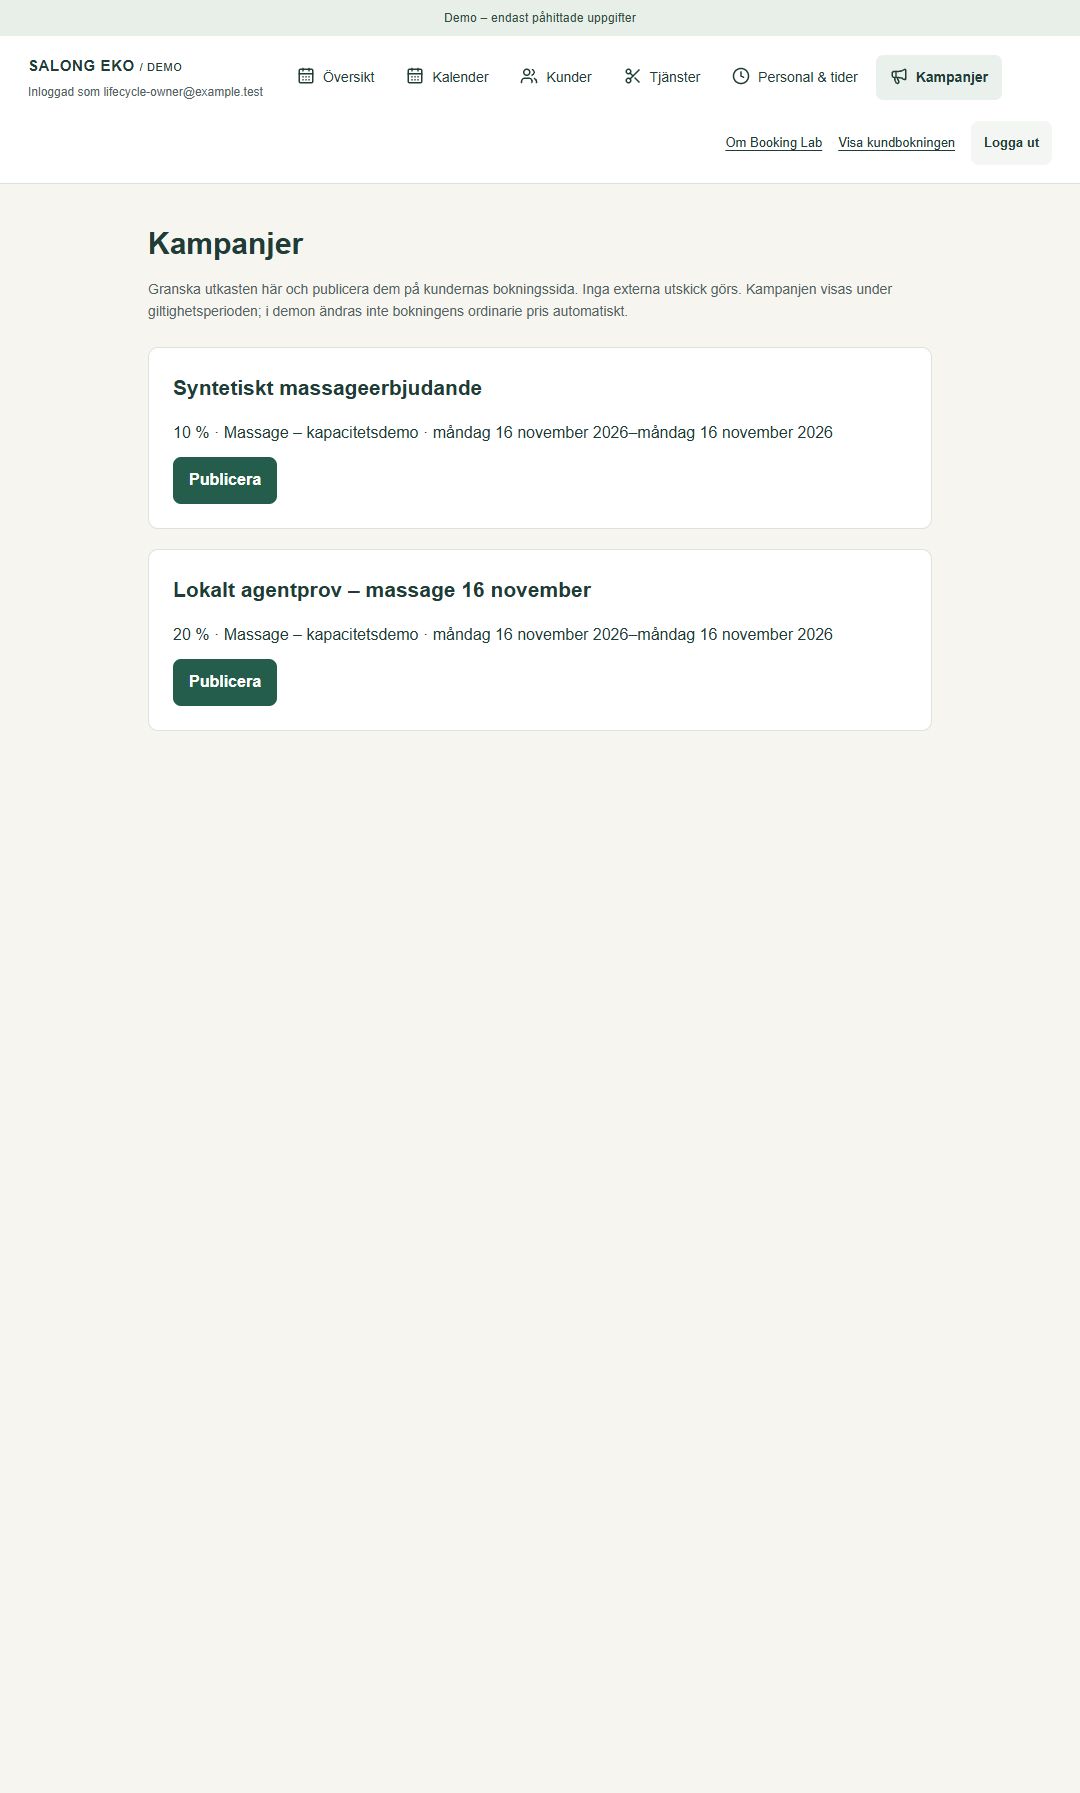 Demo – endast påhittade uppgifter
SALONG EKO / DEMO
Inloggad som lifecycle-owner@example.test
Översikt
Kalender
Kunder
Tjänster
Personal & tider
Kampanjer
Om Booking Lab
Visa kundbokningen
Logga ut
Kampanjer
Granska utkasten här och publicera dem på kundernas bokningssida. Inga externa utskick görs. Kampanjen visas under
giltighetsperioden; i demon ändras inte bokningens ordinarie pris automatiskt.
Syntetiskt massageerbjudande
10 % · Massage – kapacitetsdemo · måndag 16 november 2026–måndag 16 november 2026
Publicera
Lokalt agentprov – massage 16 november
20 % · Massage – kapacitetsdemo · måndag 16 november 2026–måndag 16 november 2026
Publicera